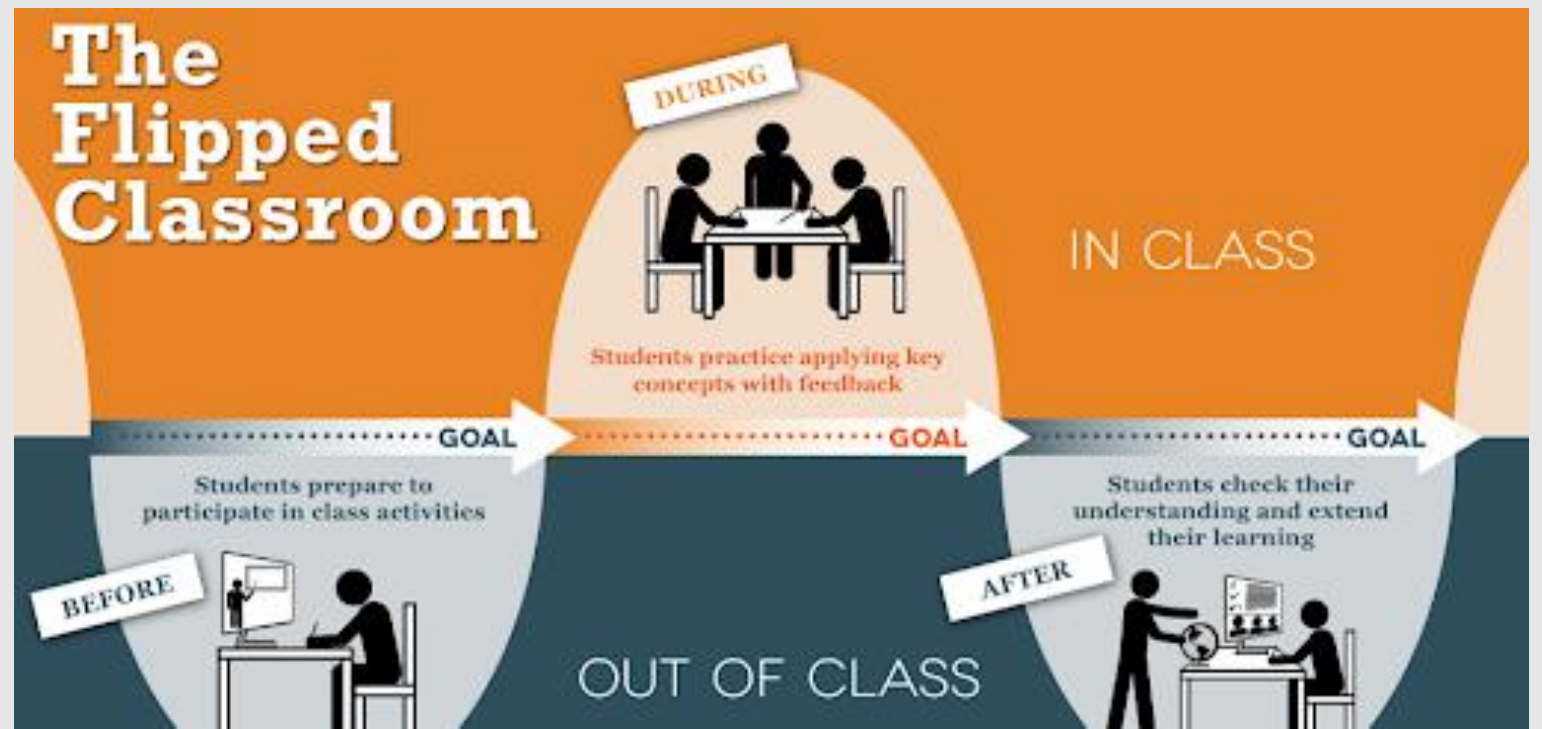 The
Flipped
Classroom
DURING
IN CLASS
Students practice applying key
concepts with feedback
GOAL
GOAL
GOAL
Students prepare to
participate in class activities
BEFORE
OUT OF CLASS
Students check their
understanding and extend
their learning
AFTER